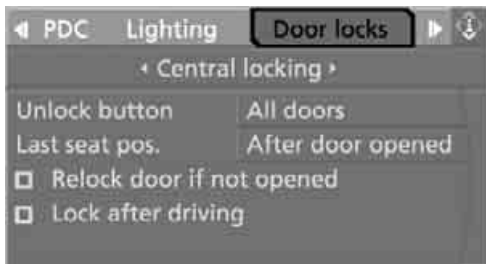 PDC Lighting Door locks
Central locking
Unlock button All doors
Last seat pos. After door opened
Relock door if not opened
Lock after driving